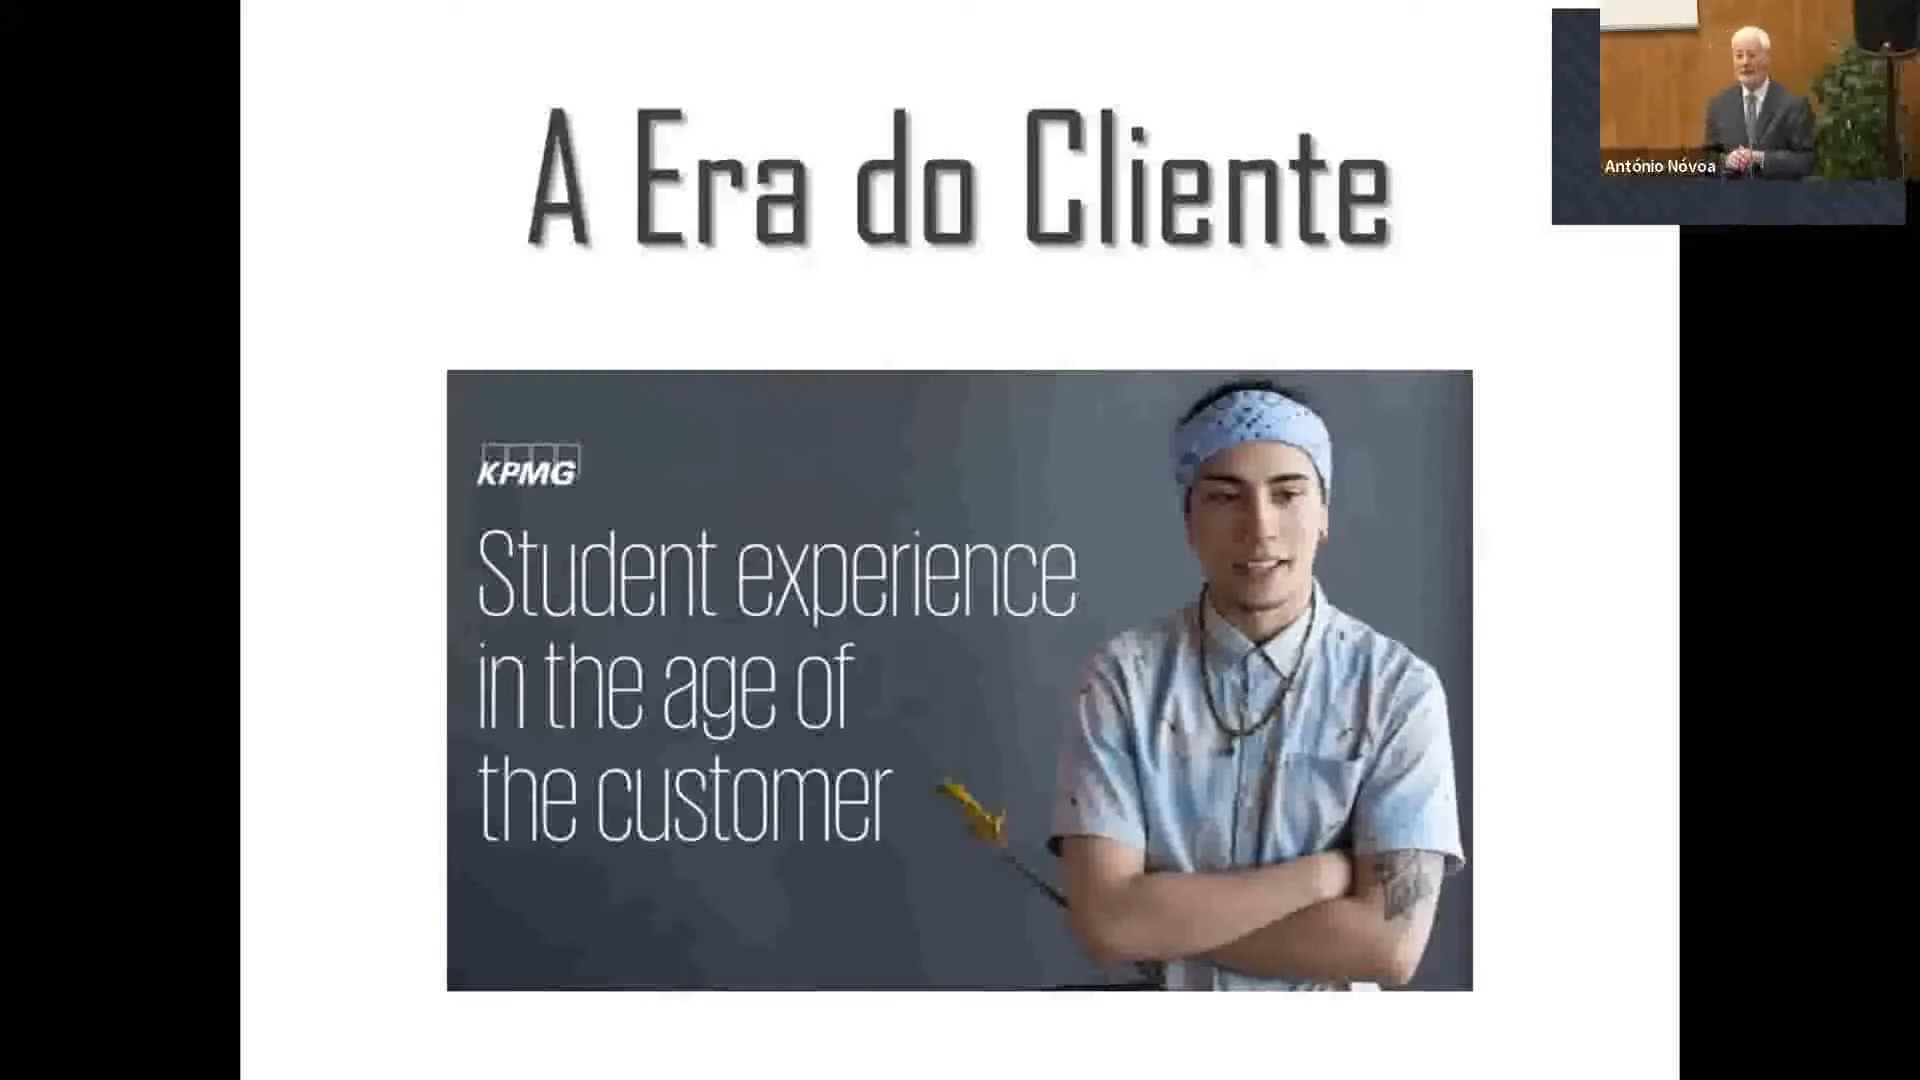 A Era do Cliente
António Nóvoa
KPMG
Student experience
in the age of
the customer